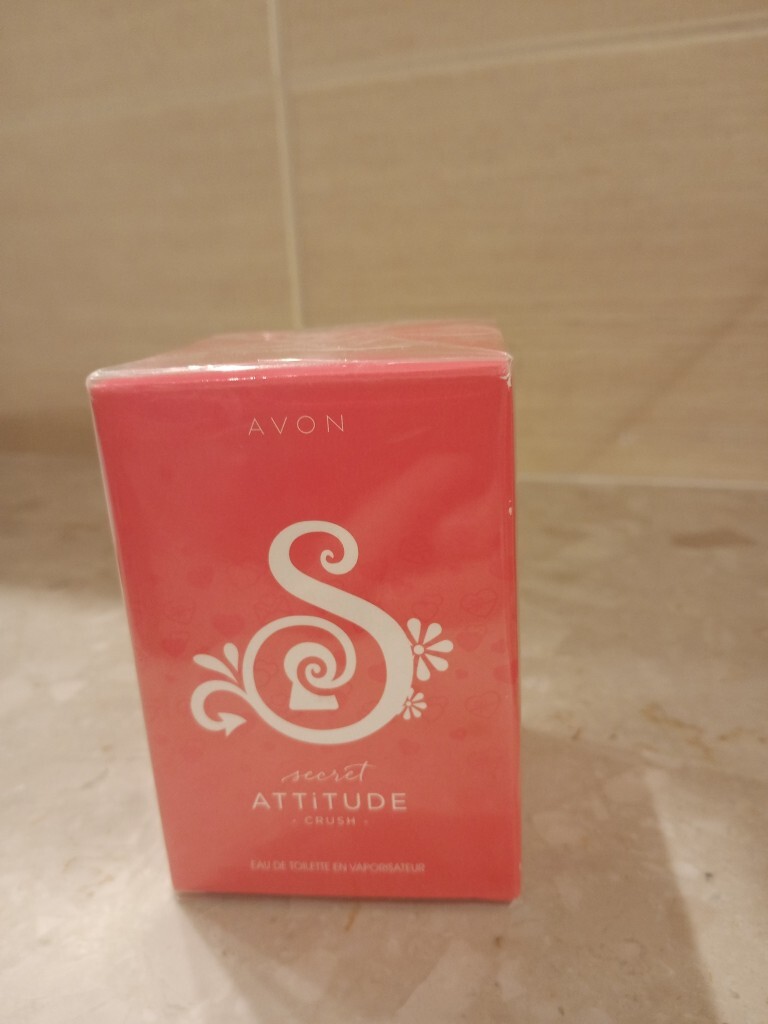 AVON
S
secret
ATTiTUDE
- CRUSH -
EAU DE TOILETTE EN VAPORISATEUR